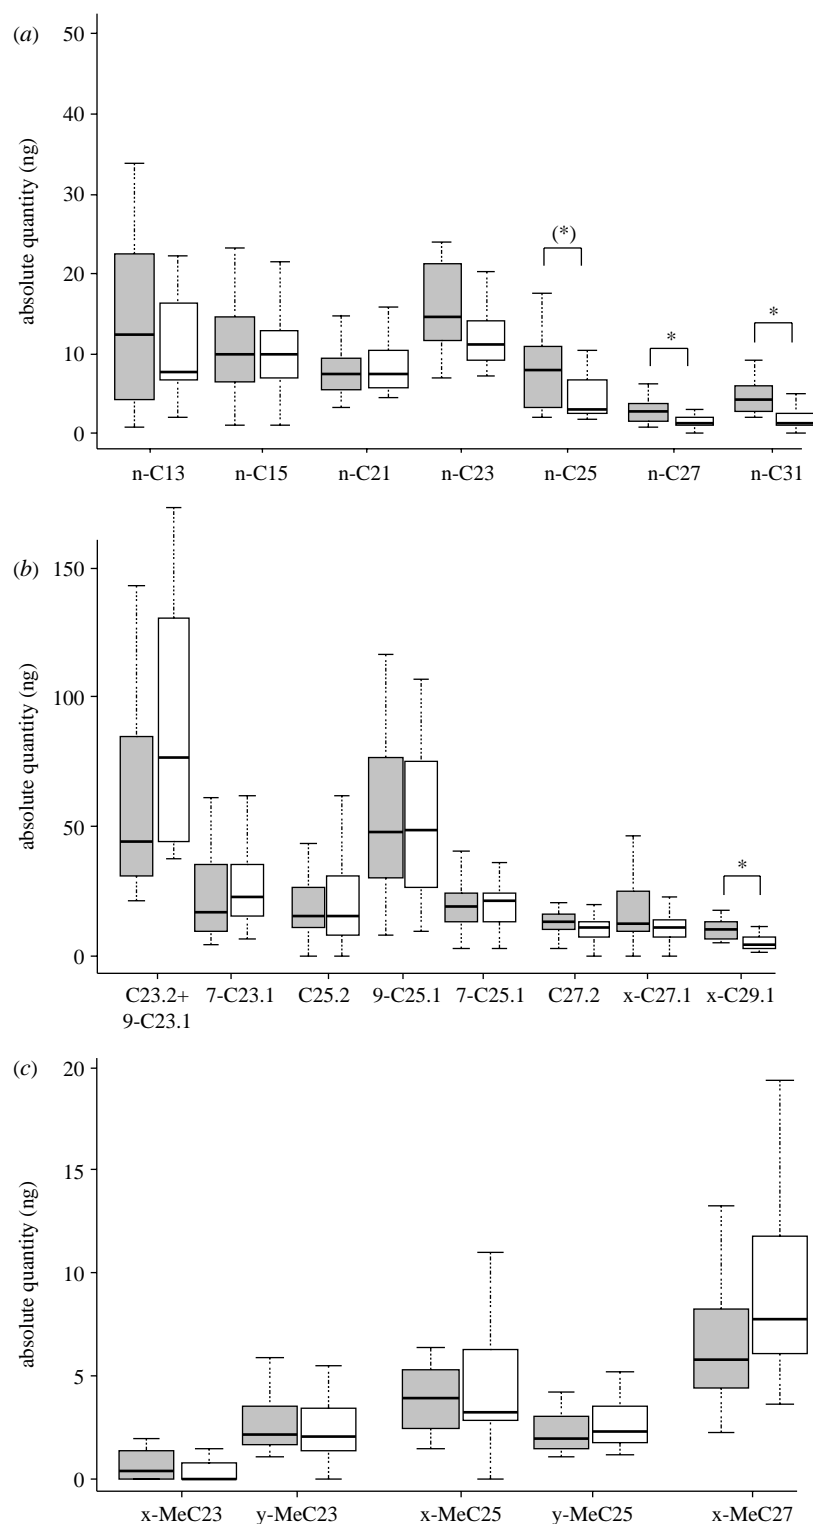 (a)
absolute quantity (ng)
50
40
30
20
10
0
(*)
*
*
n-C13 n-C15 n-C21 n-C23 n-C25 n-C27 n-C31
(b)
absolute quantity (ng)
150
100
50
0
*
C23.2+ 7-C23.1 C25.2 9-C25.1 7-C25.1 C27.2 x-C27.1 x-C29.1
9-C23.1
(c)
absolute quantity (ng)
20
15
10
5
0
x-MeC23 y-MeC23 x-MeC25 y-MeC25 x-MeC27